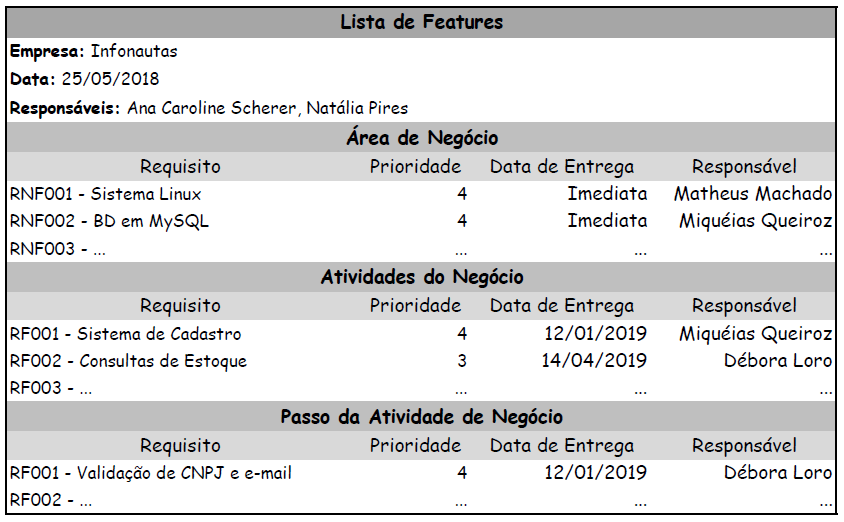 Lista de Features
Empresa: Infonautas
Data: 25/05/2018
Responsáveis: Ana Caroline Scherer, Natália Pires
Área de Negócio
Requisito Prioridade Data de Entrega Responsável
RNF001 - Sistema Linux 4 Imediata Matheus Machado
RNF002 - BD em MySQL 4 Imediata Miquéias Queiroz
RNF003 - ... ... ... ...
Atividades do Negócio
Requisito Prioridade Data de Entrega Responsável
RF001 - Sistema de Cadastro 4 12/01/2019 Miquéias Queiroz
RF002 - Consultas de Estoque 3 14/04/2019 Débora Loro
RF003 - ... ... ... ...
Passo da Atividade de Negócio
Requisito Prioridade Data de Entrega Responsável
RF001 - Validação de CNPJ e e-mail 4 12/01/2019 Débora Loro
RF002 - ... ... ... ...